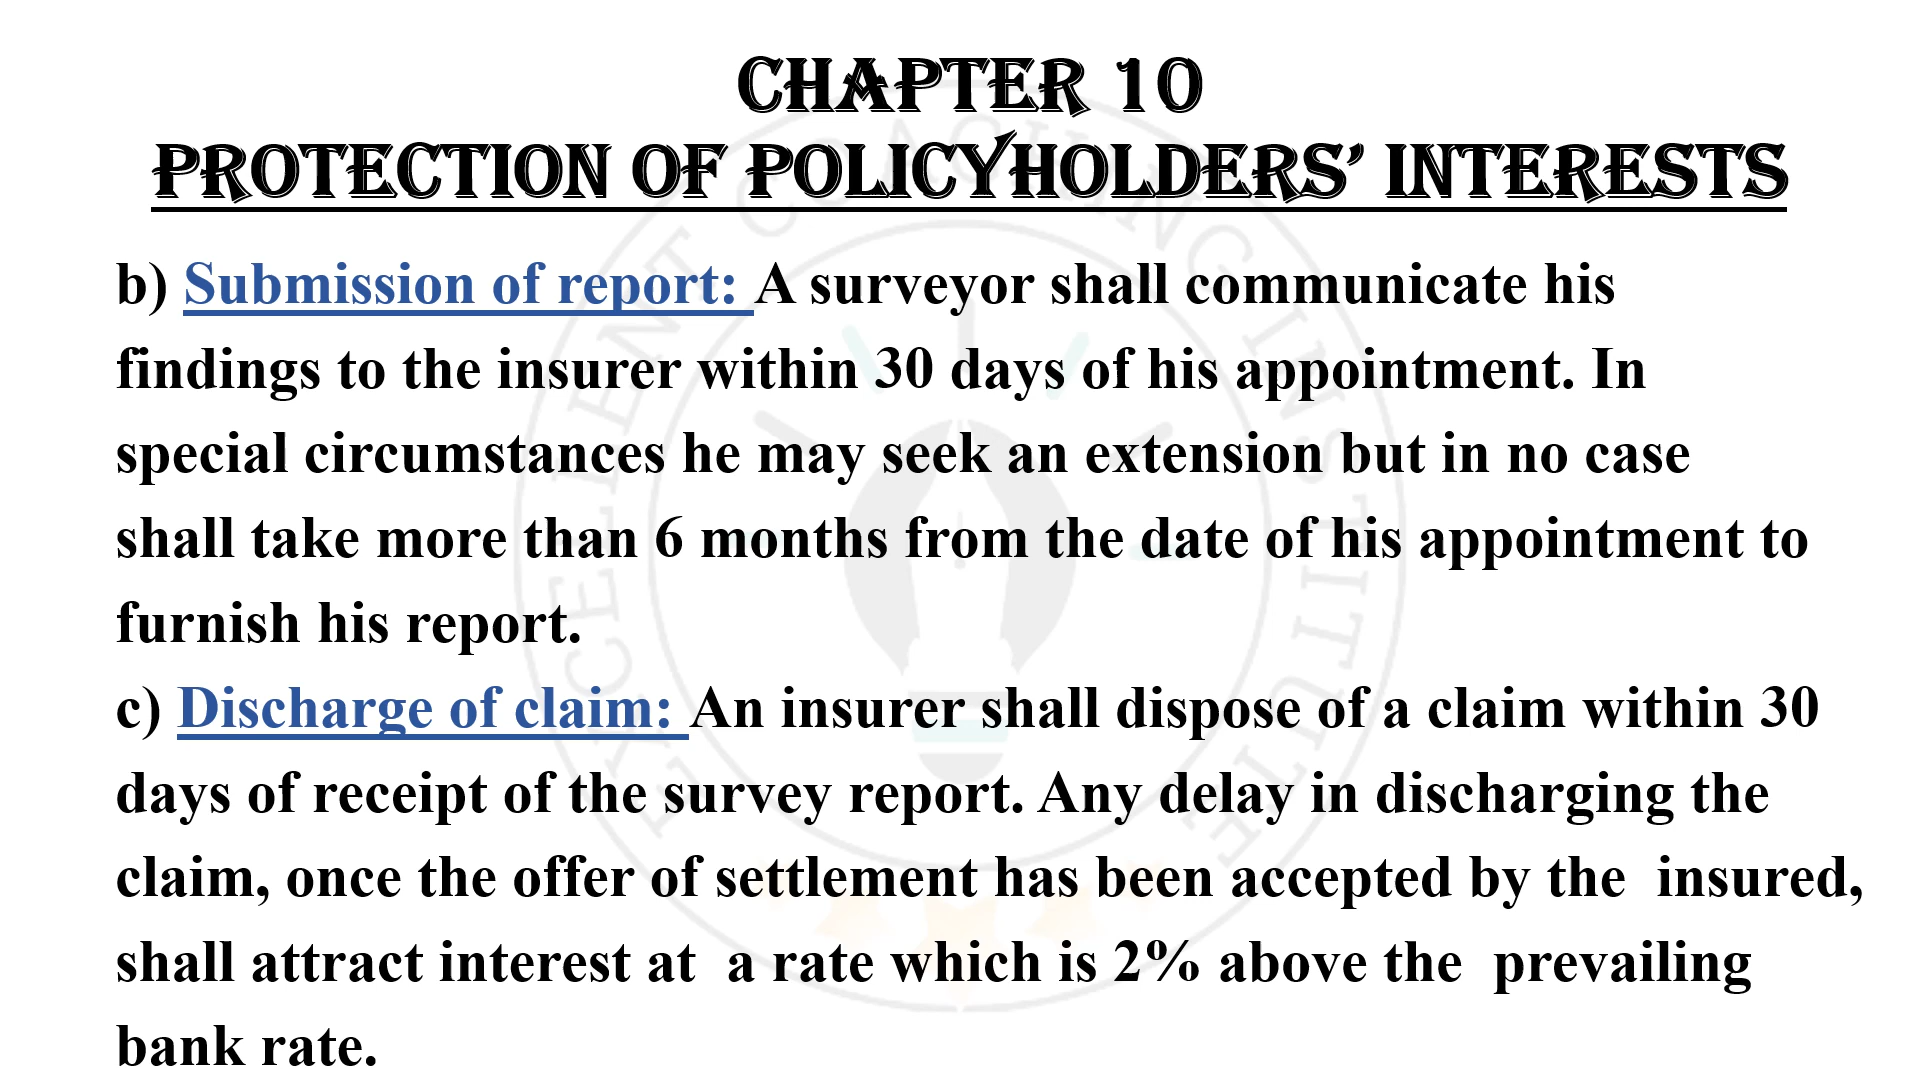 CHAPTER 10
PROTECTION OF POLICYHOLDERS’ INTERESTS
b) Submission of report: A surveyor shall communicate his
findings to the insurer within 30 days of his appointment. In
special circumstances he may seek an extension but in no case
shall take more than 6 months from the date of his appointment to
furnish his report.
c) Discharge of claim: An insurer shall dispose of a claim within 30
days of receipt of the survey report. Any delay in discharging the
claim, once the offer of settlement has been accepted by the  insured,
shall attract interest at  a rate which is 2% above the  prevailing
bank rate.
EXCELLENT COACHING INSTITUTE